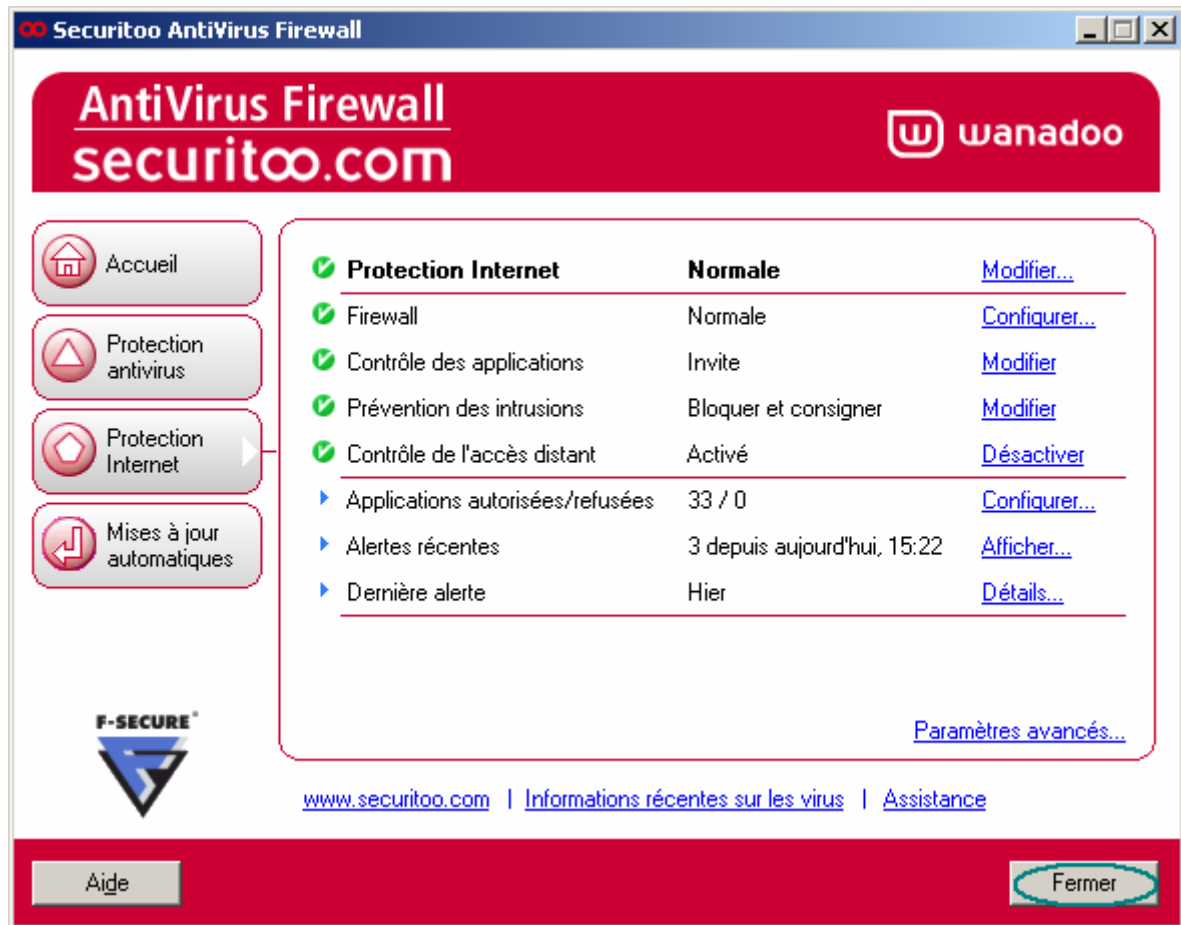 Securitoo AntiVirus Firewall
AntiVirus Firewall
securitoo.com
wanadoo
Accueil
Protection
antivirus
Protection
Internet
Mises à jour
automatiques
Protection Internet Normale Modifier...
Firewall Normale Configurer...
Contrôle des applications Invite Modifier
Prévention des intrusions Bloquer et consigner Modifier
Contrôle de l'accès distant Activé Désactiver
Applications autorisées/refusées 33 / 0 Configurer...
Alertes récentes 3 depuis aujourd'hui, 15:22 Afficher...
Dernière alerte Hier Détails...
Paramètres avancés...
F-SECURE®
www.securitoo.com | Informations récentes sur les virus | Assistance
Aide
Fermer